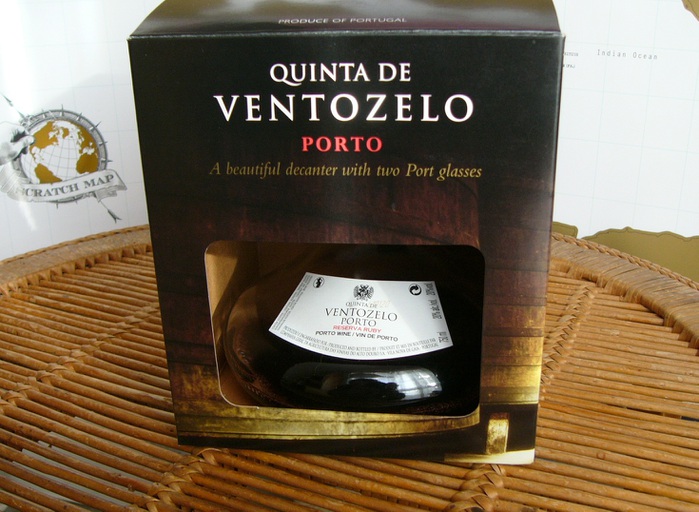 PRODUCE OF PORTUGAL
Indian Ocean
QUINTA DE
VENTOZELO
PORTO
A beautiful decanter with two Port glasses
SCRATCH MAP
QUINTA DE
VENTOZELO
PORTO
RESERVA RUBY
PORTO WINE / VIN DE PORTO